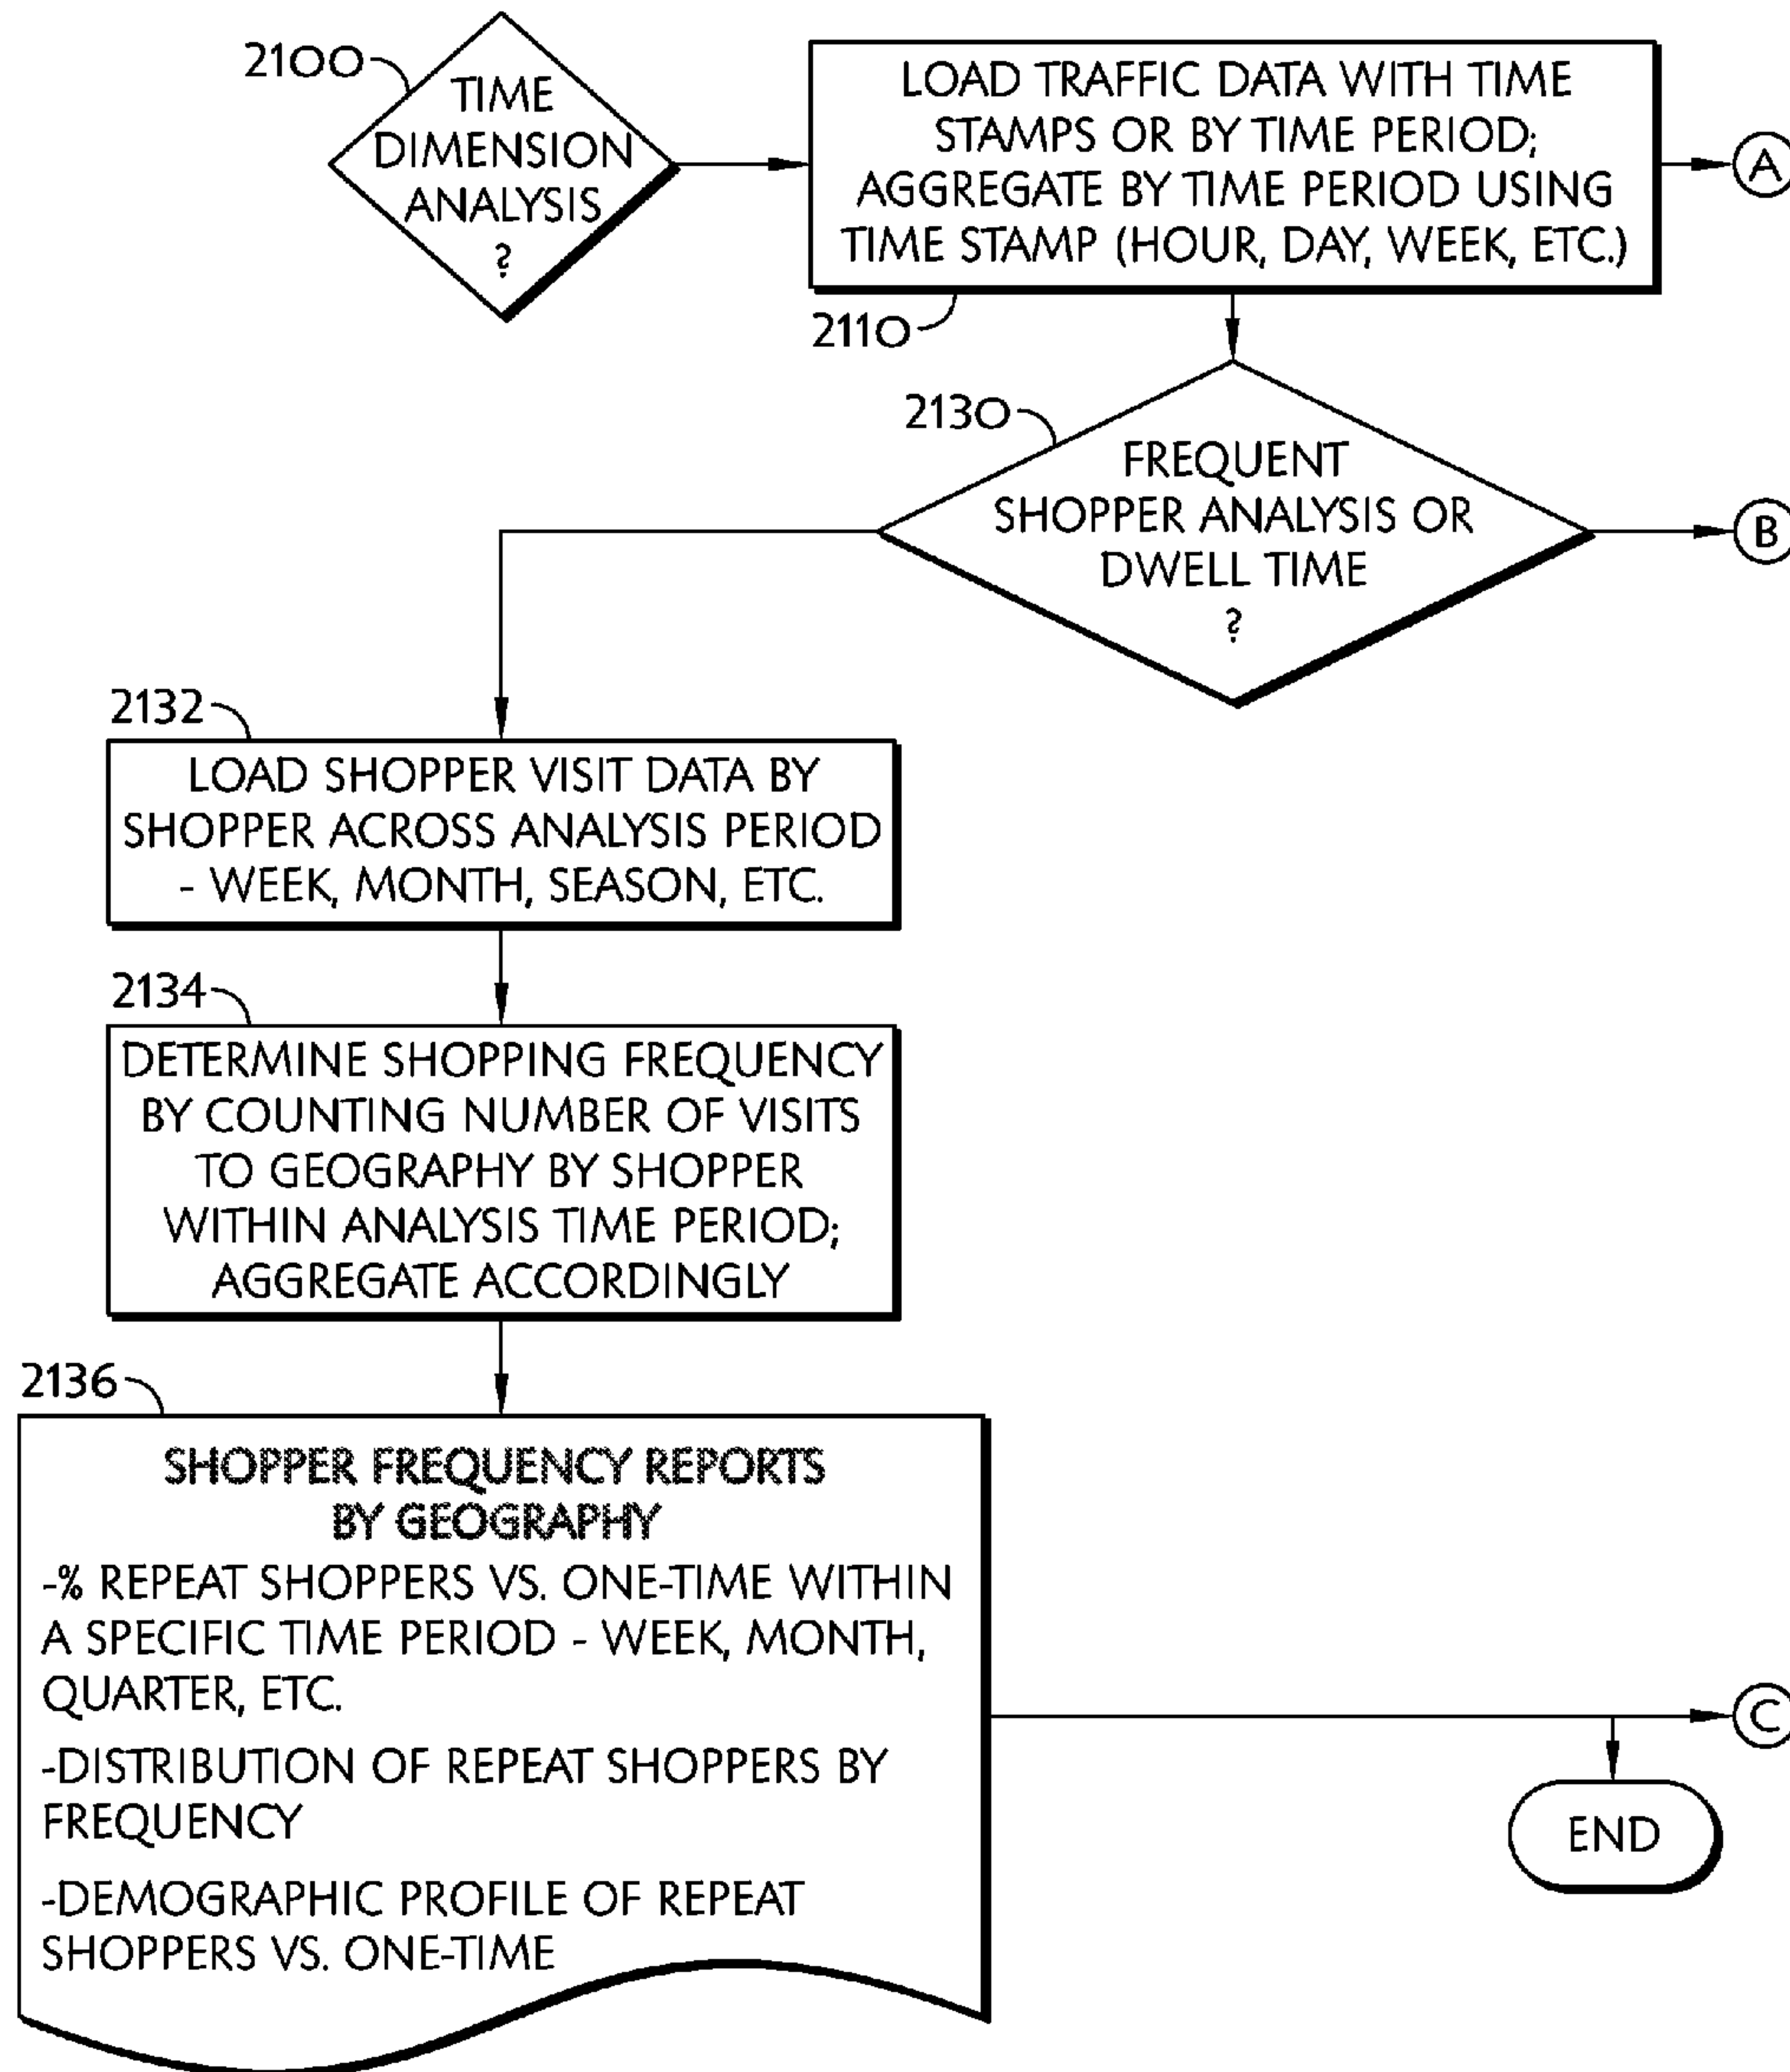 2100
TIME
DIMENSION
ANALYSIS
?
LOAD TRAFFIC DATA WITH TIME
STAMPS OR BY TIME PERIOD;
AGGREGATE BY TIME PERIOD USING
TIME STAMP (HOUR, DAY, WEEK, ETC.)
A
2110
2130
FREQUENT
SHOPPER ANALYSIS OR
DWELL TIME
?
B
2132
LOAD SHOPPER VISIT DATA BY
SHOPPER ACROSS ANALYSIS PERIOD
- WEEK, MONTH, SEASON, ETC.
2134
DETERMINE SHOPPING FREQUENCY
BY COUNTING NUMBER OF VISITS
TO GEOGRAPHY BY SHOPPER
WITHIN ANALYSIS TIME PERIOD;
AGGREGATE ACCORDINGLY
2136
SHOPPER FREQUENCY REPORTS
BY GEOGRAPHY
-% REPEAT SHOPPERS VS. ONE-TIME WITHIN
A SPECIFIC TIME PERIOD - WEEK, MONTH,
QUARTER, ETC.
-DISTRIBUTION OF REPEAT SHOPPERS BY
FREQUENCY
-DEMOGRAPHIC PROFILE OF REPEAT
SHOPPERS VS. ONE-TIME
C
END